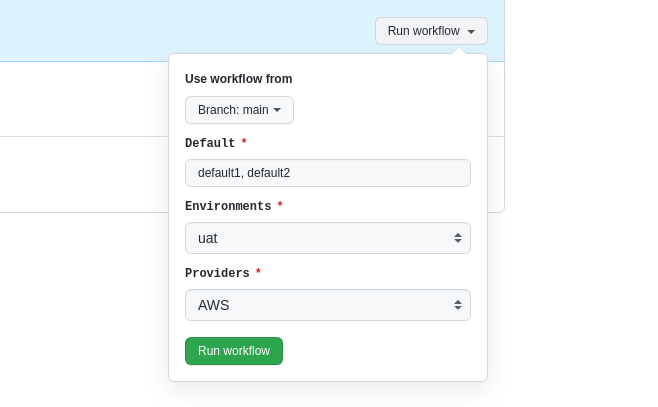 Run workflow
Use workflow from
Branch: main
Default *
default1, default2
Environments *
uat
Providers *
AWS
Run workflow